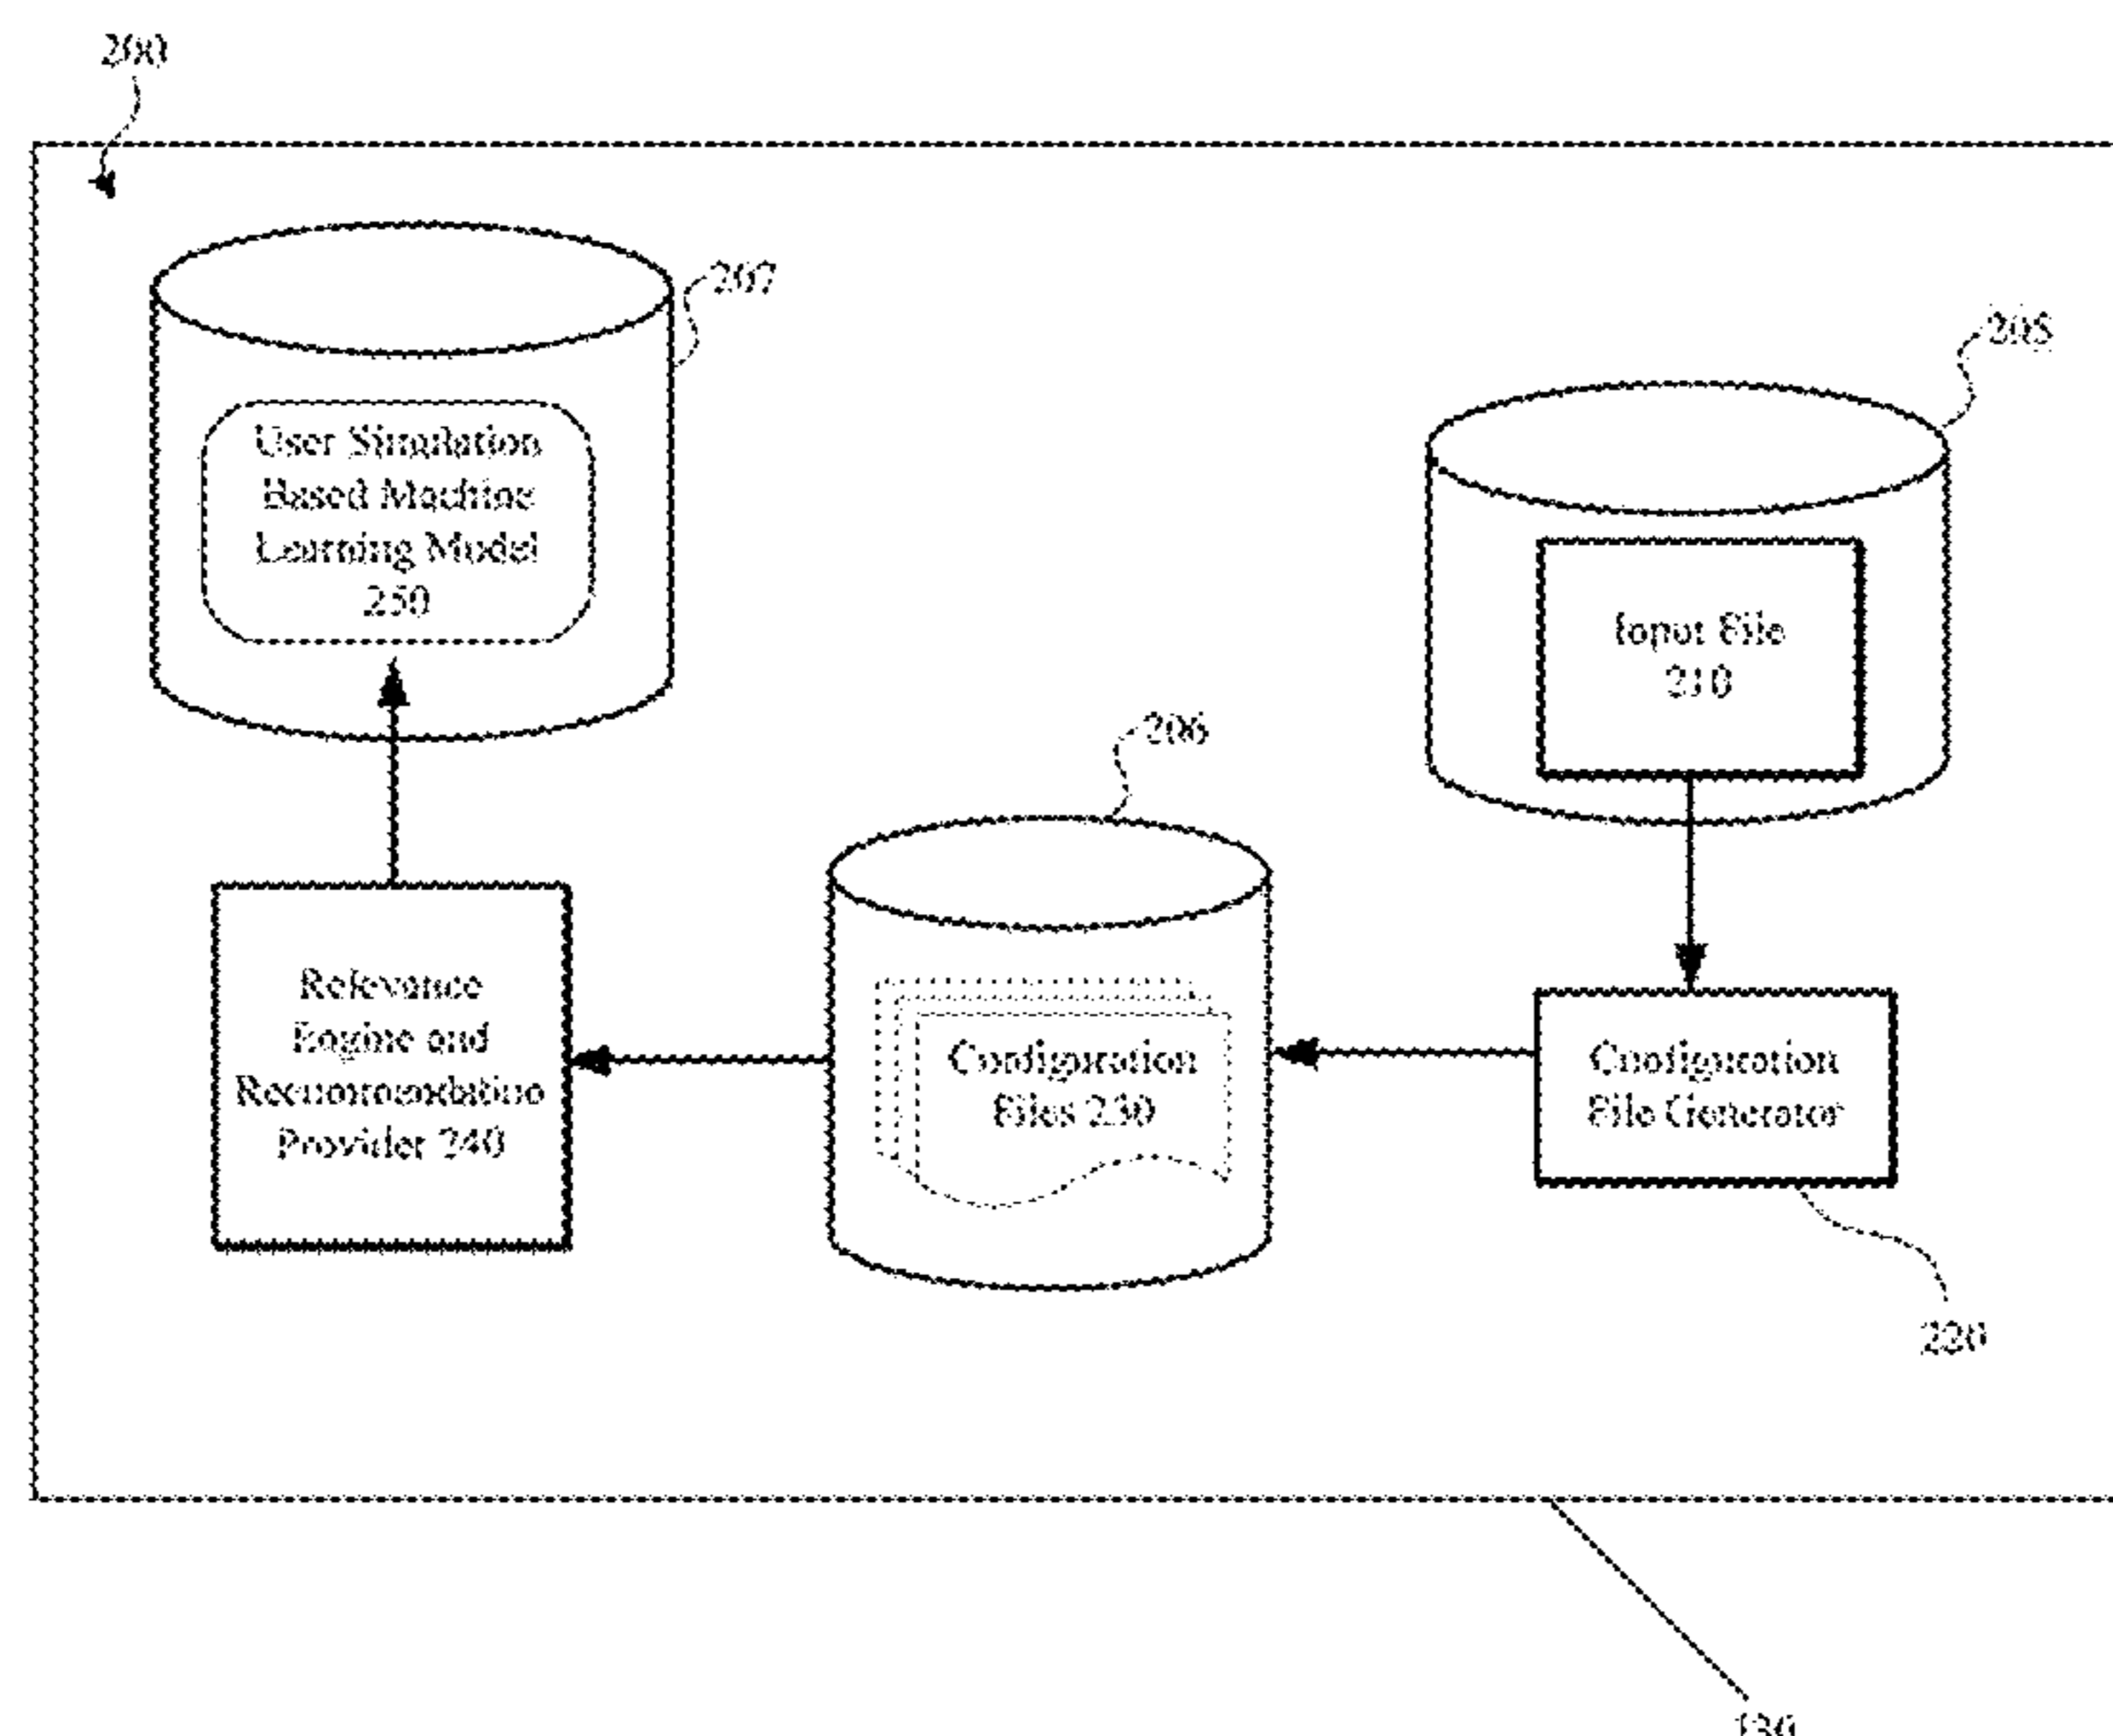 200
207
205
User Simulation
Based Machine
Learning Model
250
Input File
210
206
Relevance
Engine and
Recommendation
Provider 240
Configuration
Files 230
Configuration
File Generator
220